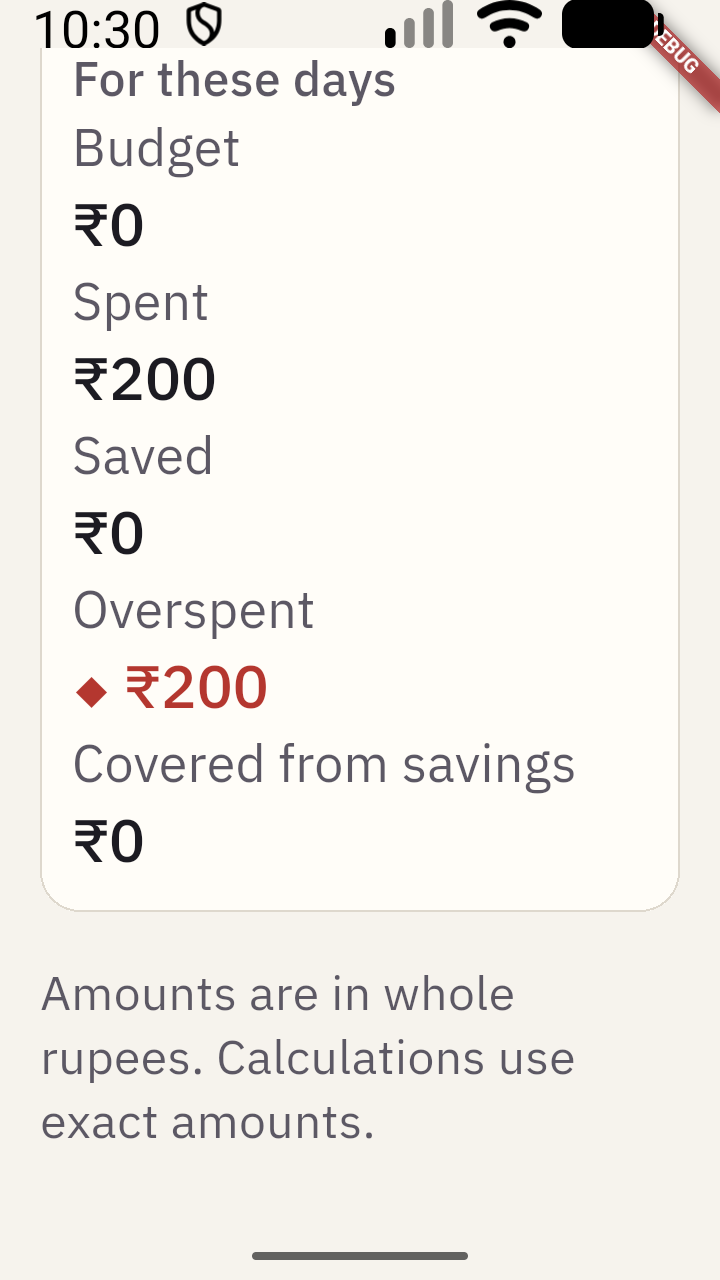 10:30
For these days
Budget
₹0
Spent
₹200
Saved
₹0
Overspent
◆ ₹200
Covered from savings
₹0
Amounts are in whole
rupees. Calculations use
exact amounts.